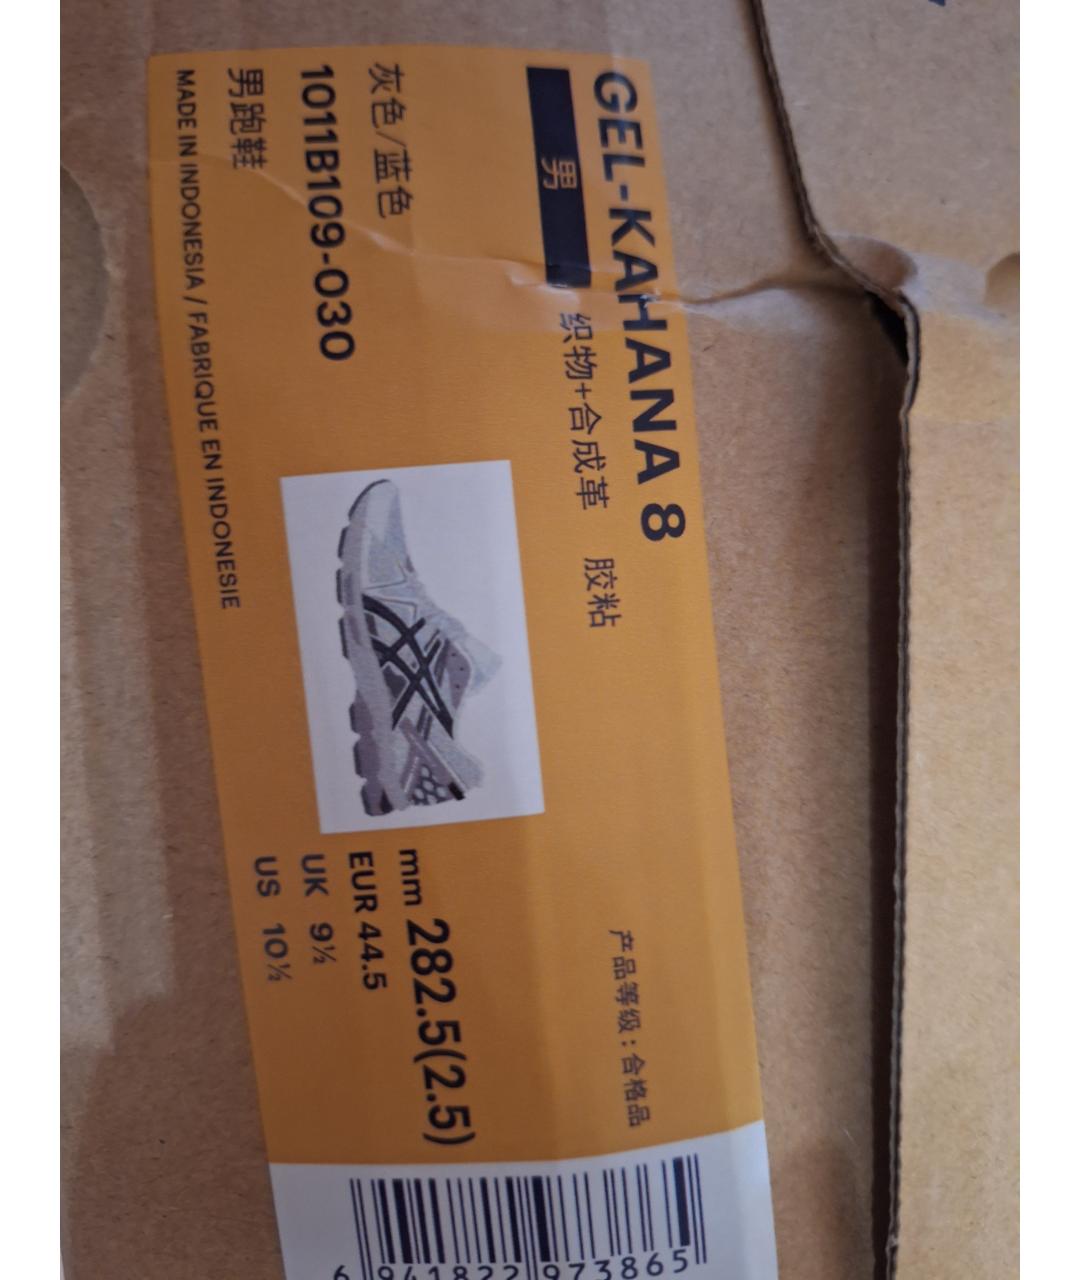 GEL-KAHANA 8
男 织物+合成革 胶粘
产品等级：合格品
灰色/蓝色
1011B109-030
男跑鞋
MADE IN INDONESIA / FABRIQUE EN INDONESIE
mm 282.5(2.5)
EUR 44.5
UK 9½
US 10½
6 941822 973865